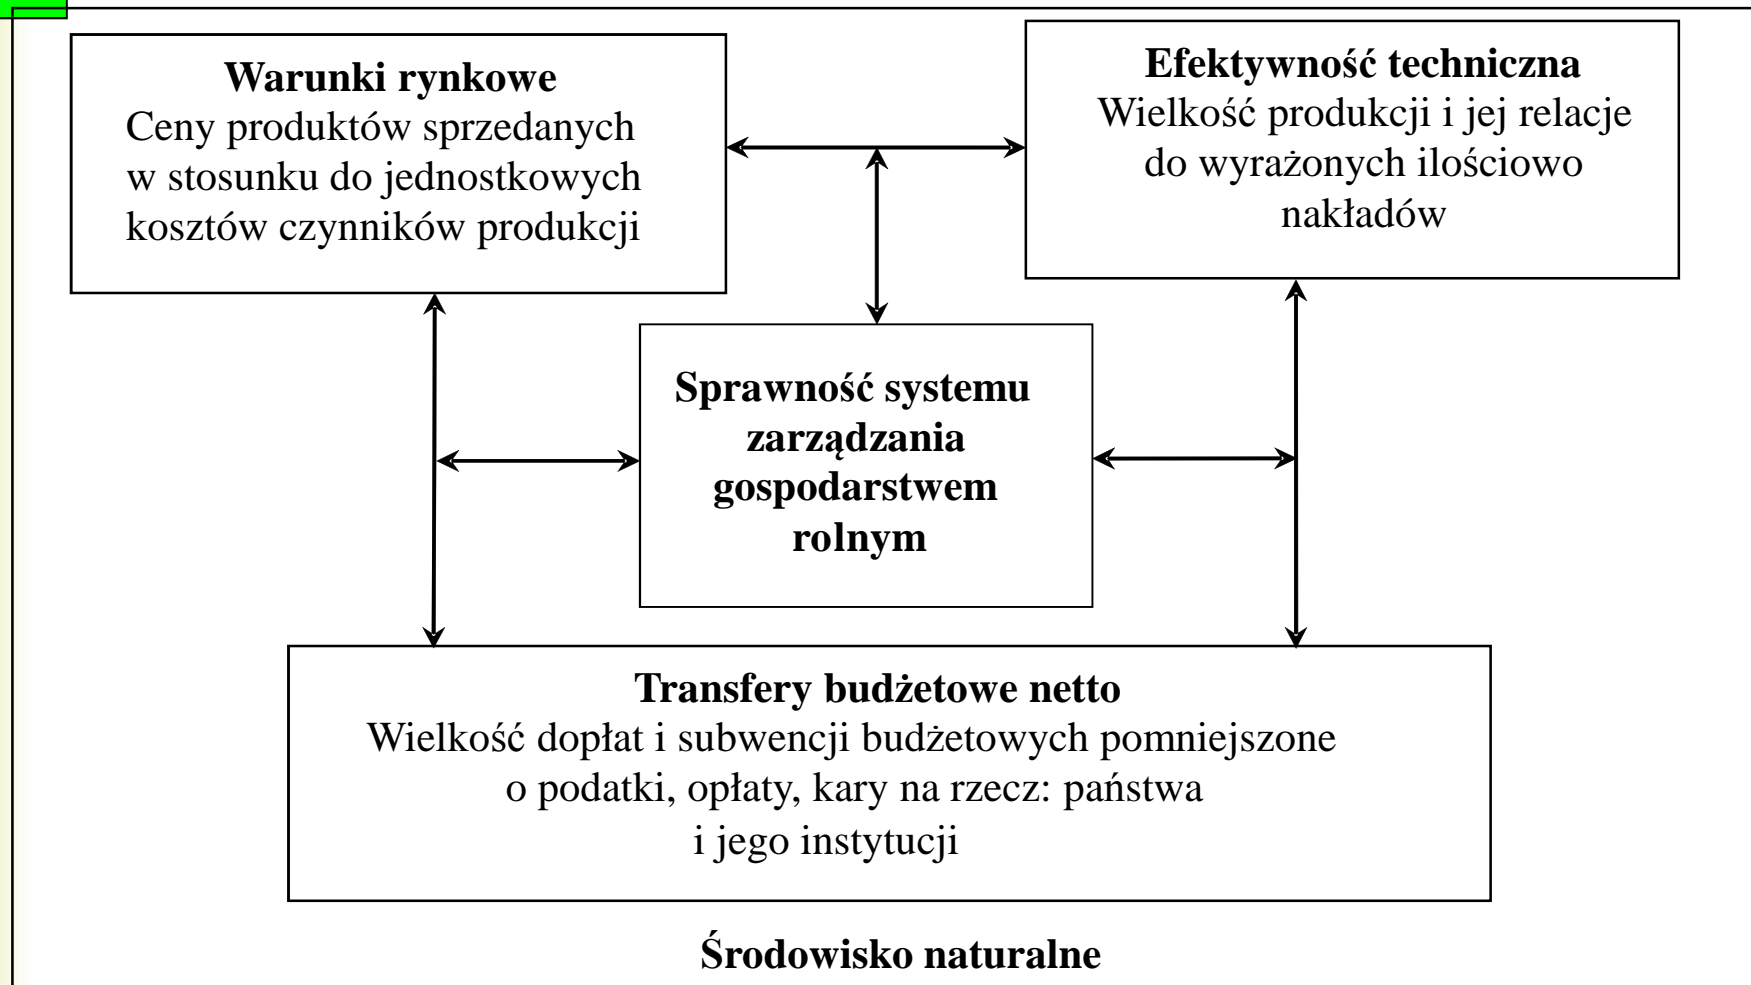 Warunki rynkowe
Ceny produktów sprzedanych
w stosunku do jednostkowych
kosztów czynników produkcji
Efektywność techniczna
Wielkość produkcji i jej relacje
do wyrażonych ilościowo
nakładów
Sprawność systemu
zarządzania
gospodarstwem
rolnym
Transfery budżetowe netto
Wielkość dopłat i subwencji budżetowych pomniejszone
o podatki, opłaty, kary na rzecz: państwa
i jego instytucji
Środowisko naturalne